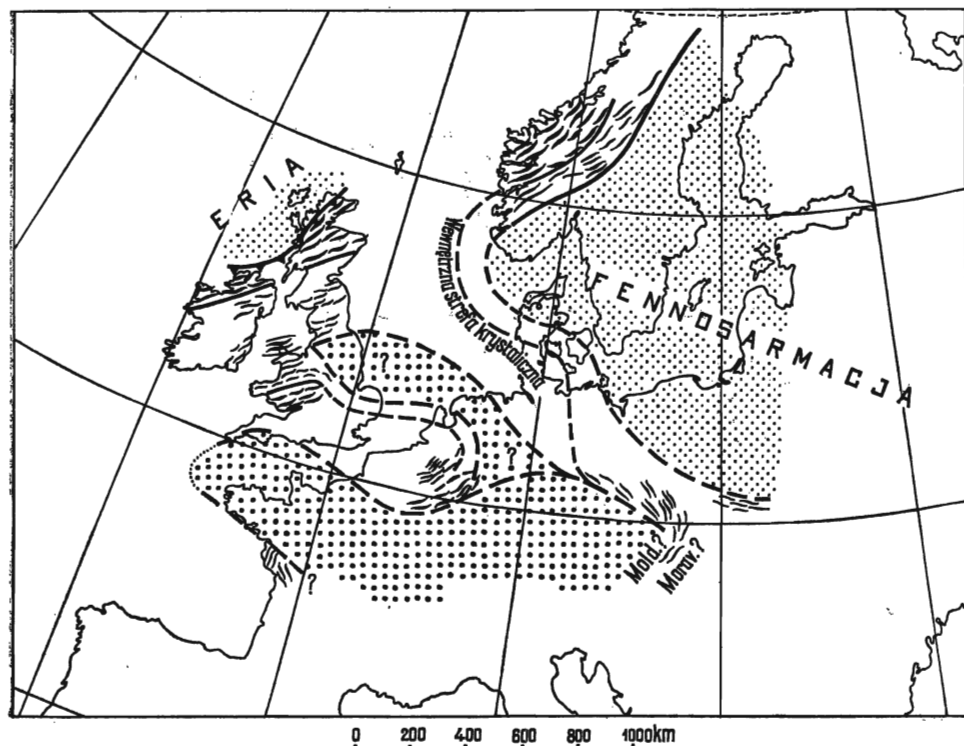 ERIA
Wewnętrzna strefa krystaliczna
FENNOSARMACJA
?
?
Mold.?
Morav.?
?
0 200 400 600 800 1000km